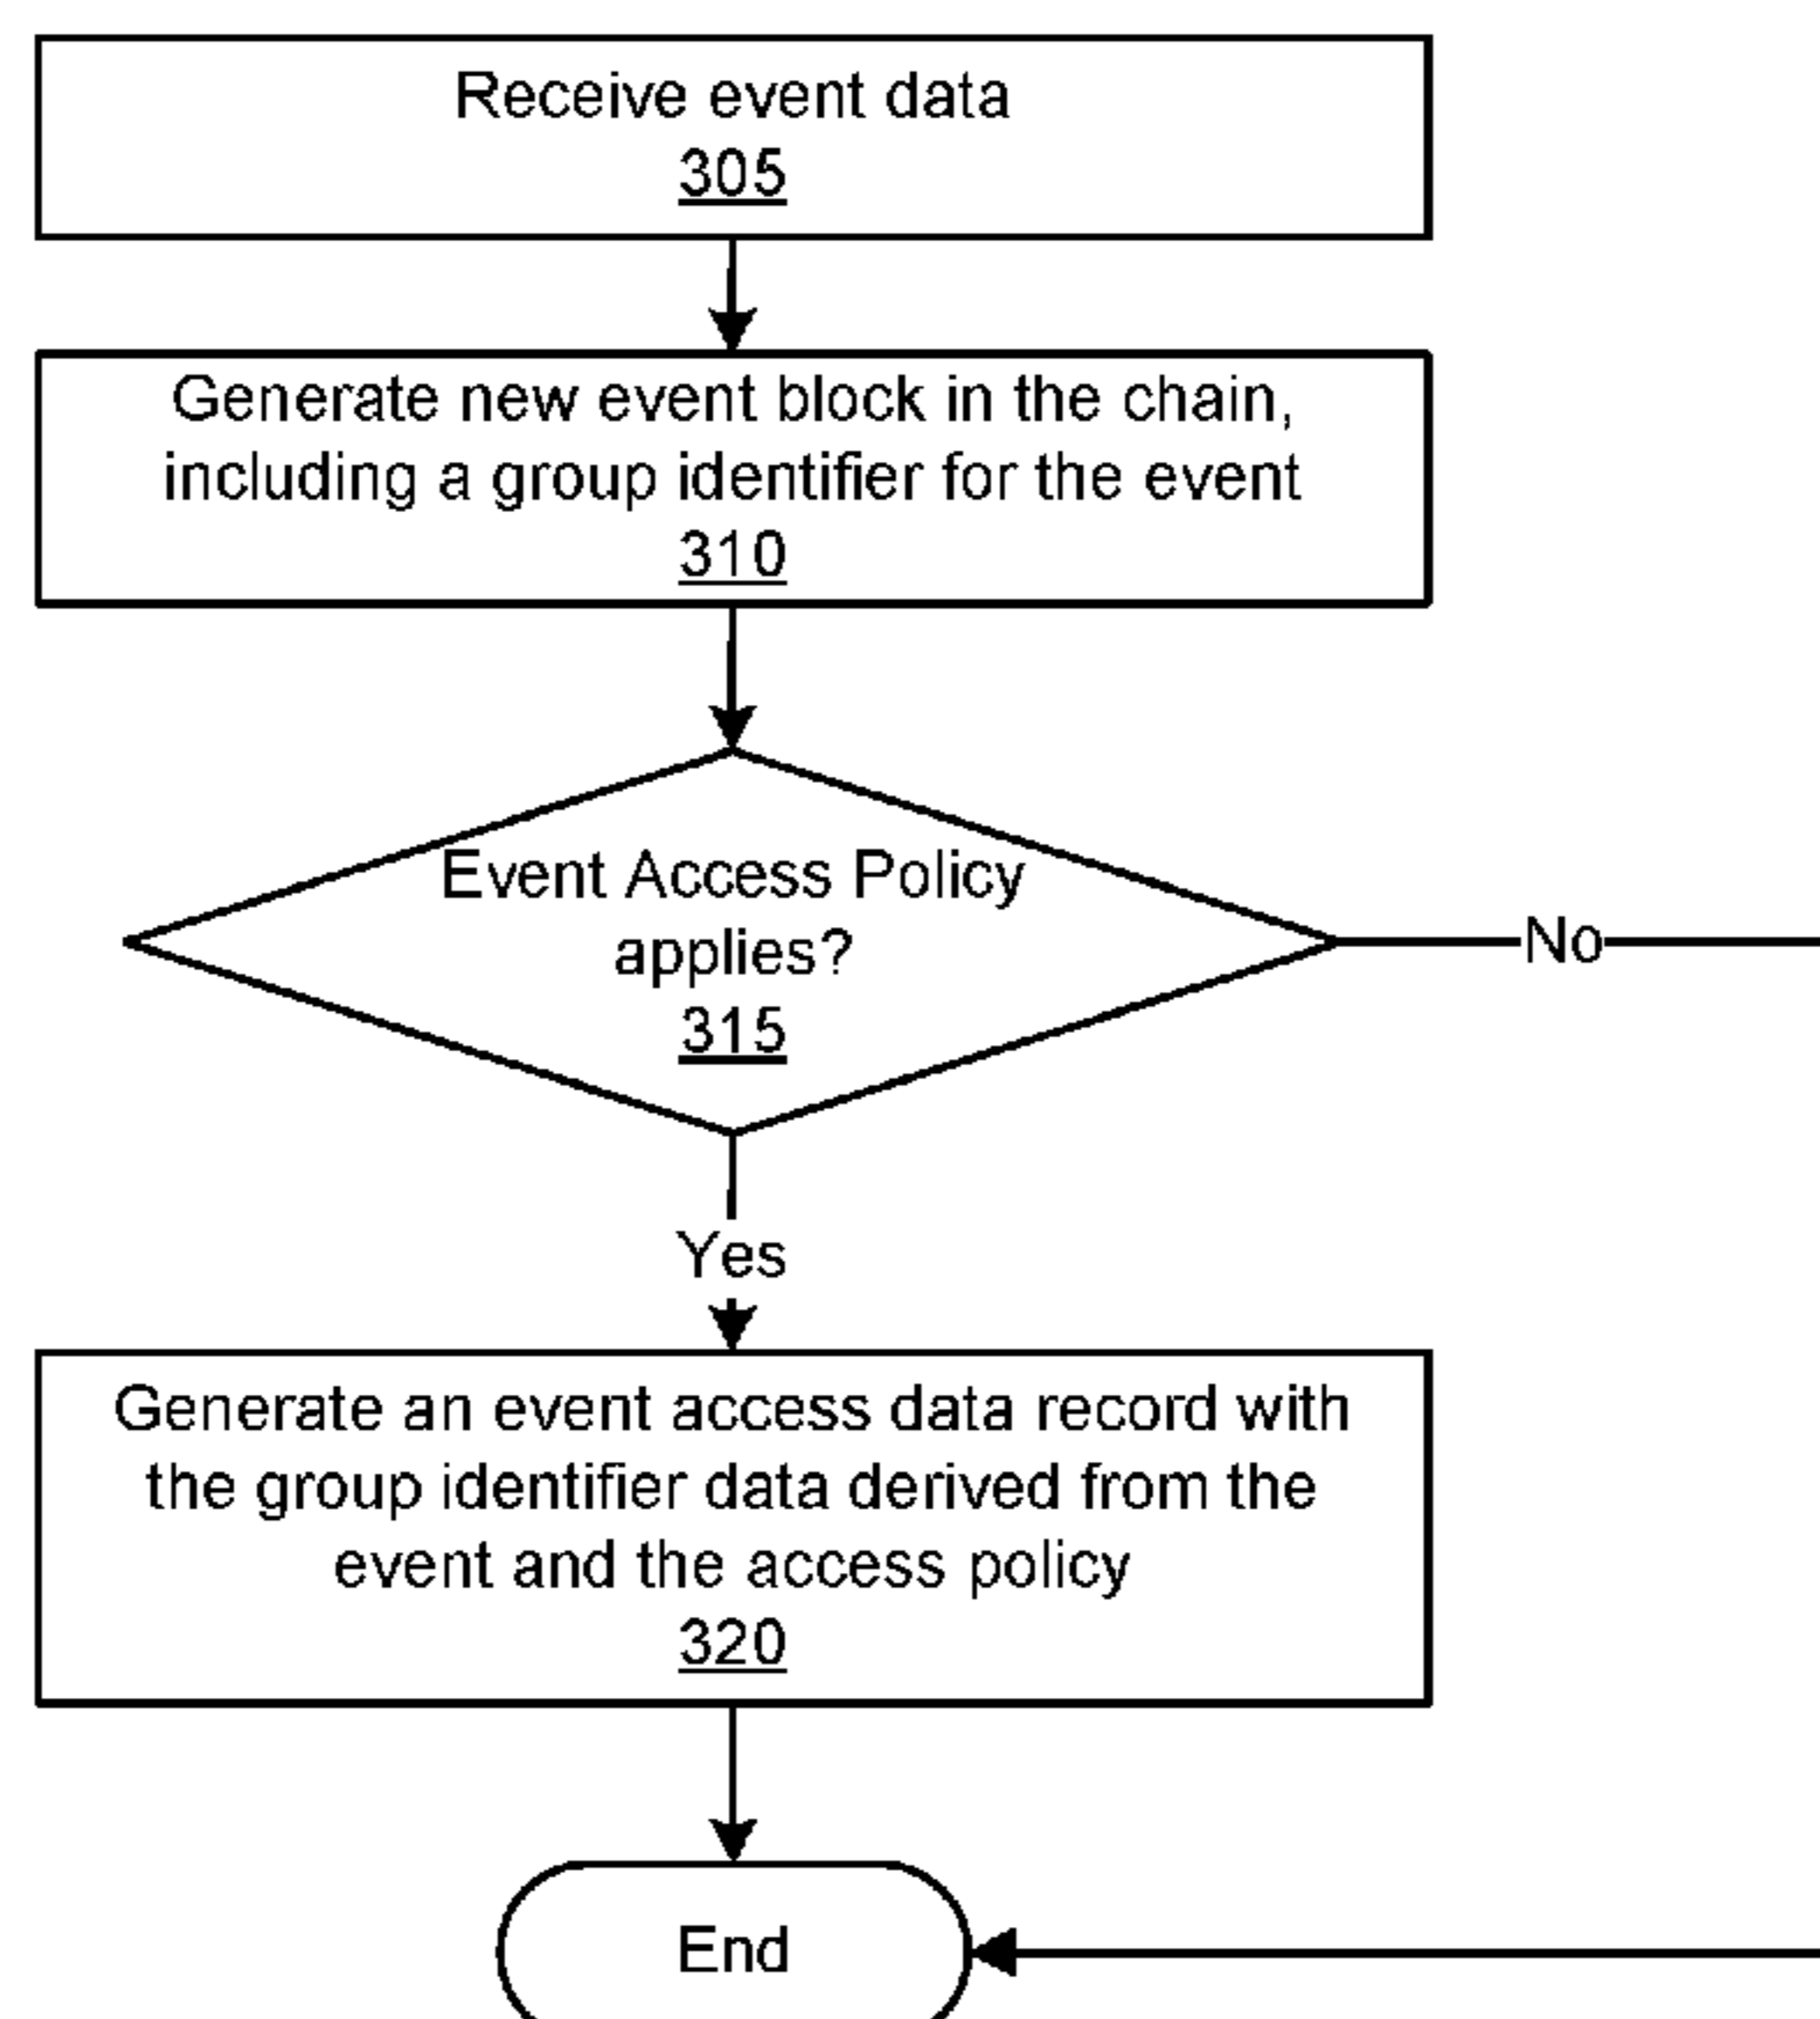 Receive event data
305
Generate new event block in the chain,
including a group identifier for the event
310
Event Access Policy
applies?
315
No
Yes
Generate an event access data record with
the group identifier data derived from the
event and the access policy
320
End